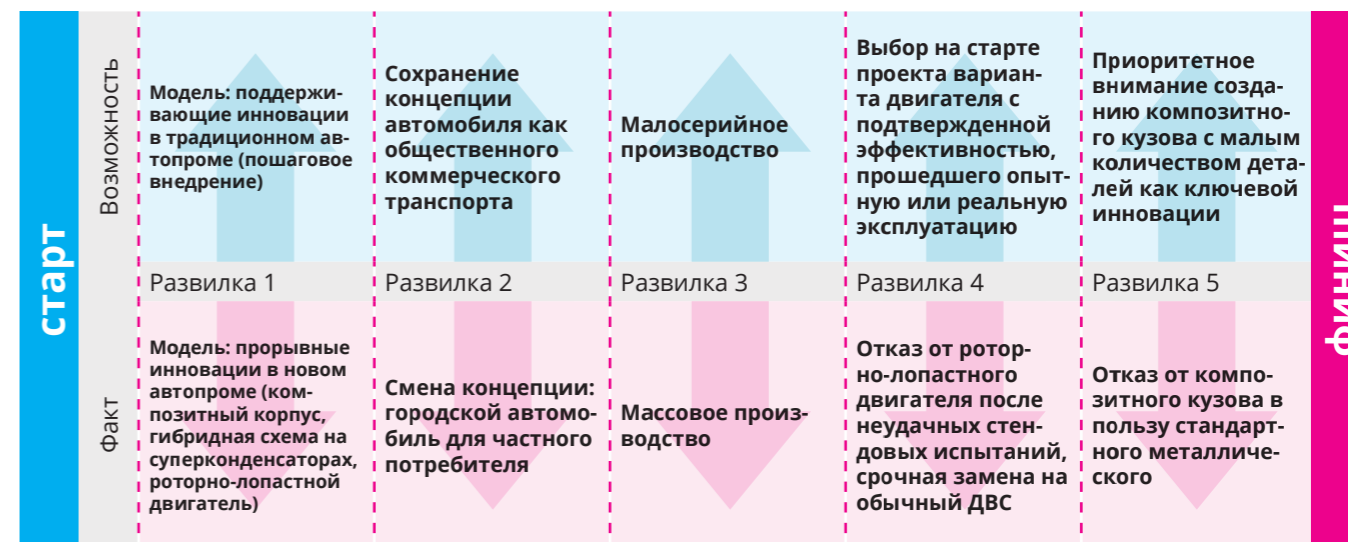 старт
Возможность
Модель: поддержи-
вающие инновации
в традиционном ав-
топроме (пошаговое
внедрение)
Сохранение
концепции
автомобиля как
общественного
коммерческого
транспорта
Малосерийное
производство
Выбор на старте
проекта вариан-
та двигателя с
подтвержденной
эффективностью,
прошедшего опыт-
ную или реальную
эксплуатацию
Приоритетное
внимание созда-
нию композитно-
го кузова с малым
количеством дета-
лей как ключевой
инновации
Развилка 1
Развилка 2
Развилка 3
Развилка 4
Развилка 5
Факт
Модель: прорывные
инновации в новом
автопроме (ком-
позитный корпус,
гибридная схема на
суперконденсаторах,
роторно-лопастной
двигатель)
Смена концепции:
городской автомо-
биль для частного
потребителя
Массовое произ-
водство
Отказ от ротор-
но-лопастного
двигателя после
неудачных стен-
довых испытаний,
срочная замена на
обычный ДВС
Отказ от компо-
зитного кузова в
пользу стандарт-
ного металличе-
ского
финиш